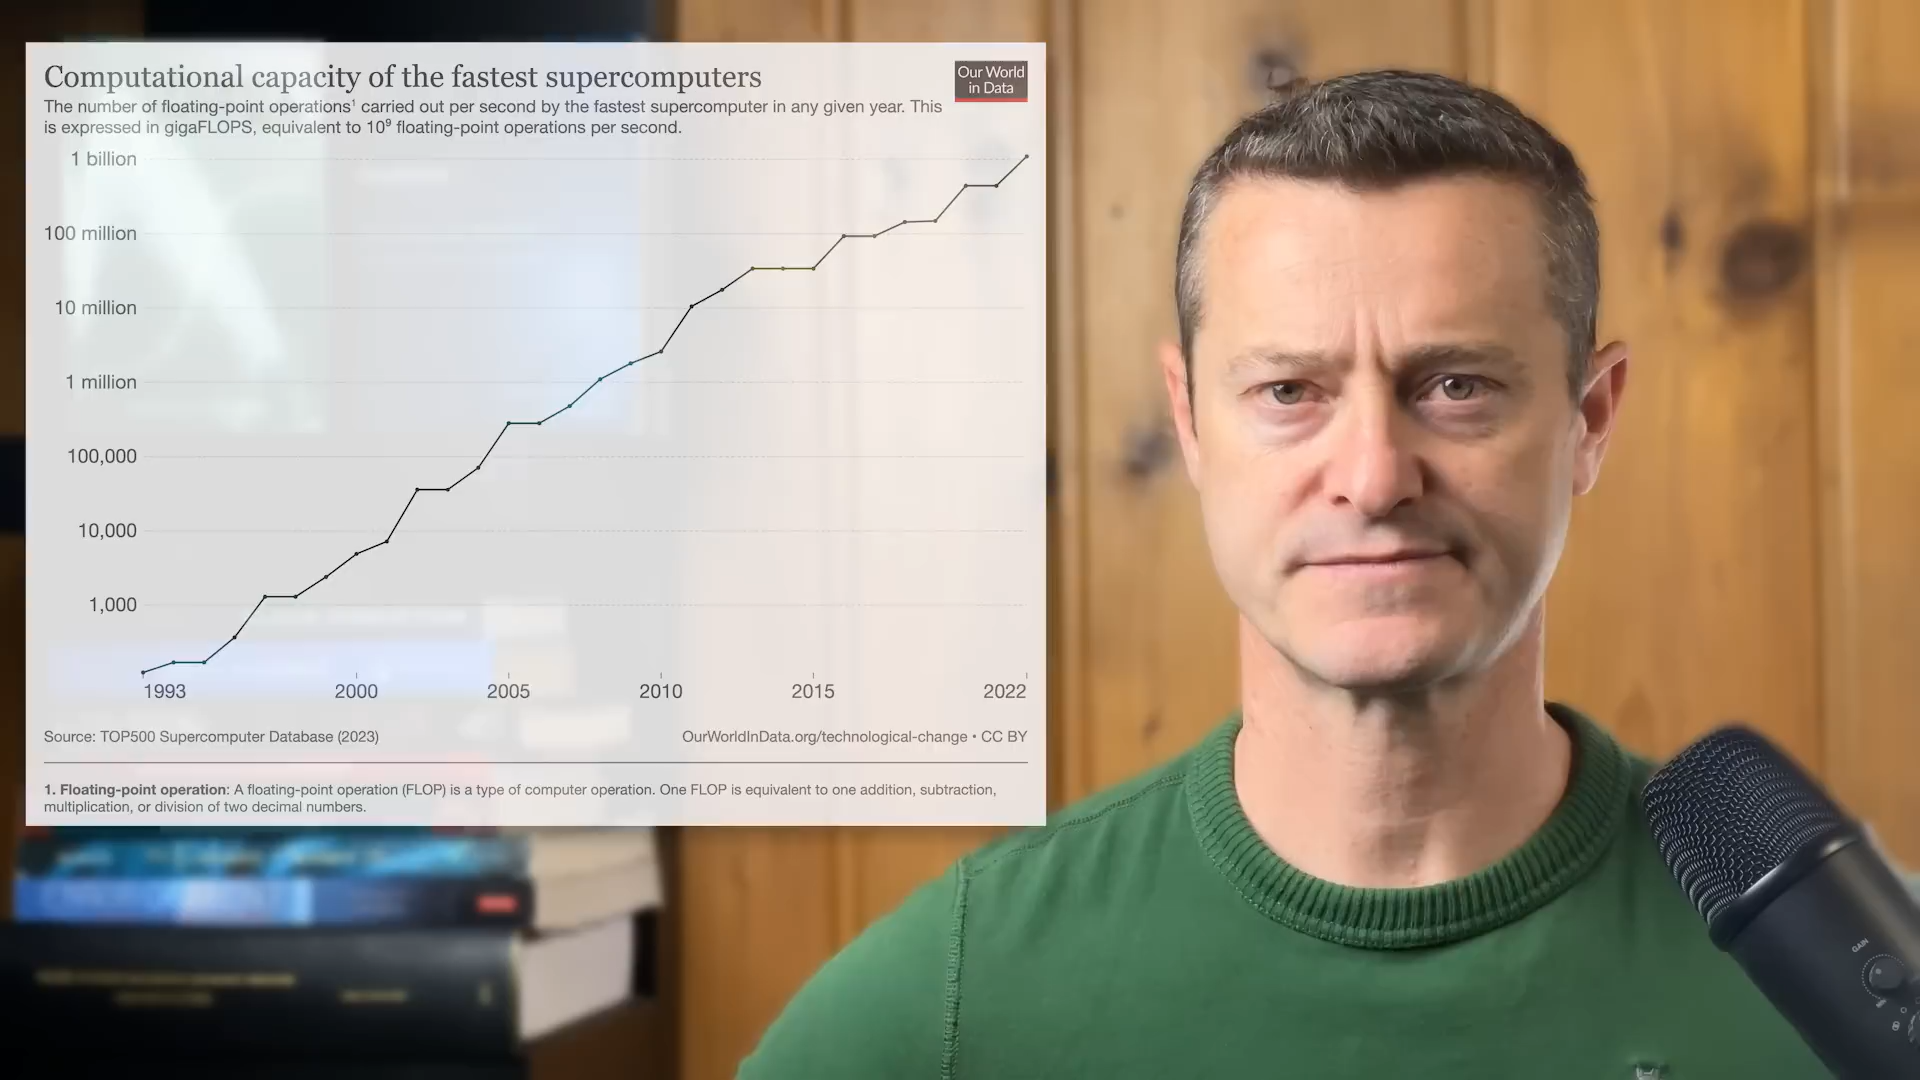 Computational capacity of the fastest supercomputers
Our World
in Data
The number of floating-point operations¹ carried out per second by the fastest supercomputer in any given year. This
is expressed in gigaFLOPS, equivalent to 10⁹ floating-point operations per second.
1 billion
100 million
10 million
1 million
100,000
10,000
1,000
1993 2000 2005 2010 2015 2022
Source: TOP500 Supercomputer Database (2023)
OurWorldInData.org/technological-change • CC BY
1. Floating-point operation: A floating-point operation (FLOP) is a type of computer operation. One FLOP is equivalent to one addition, subtraction,
multiplication, or division of two decimal numbers.
GAIN